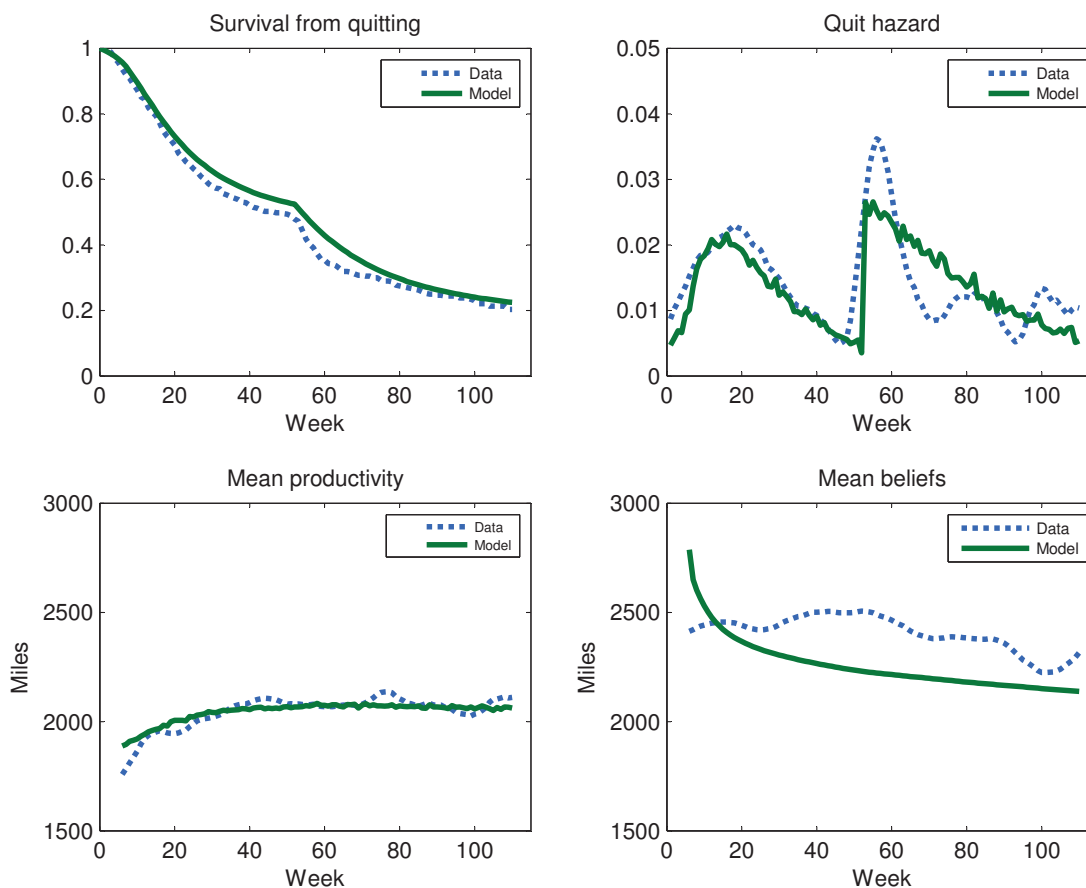 Survival from quitting
1
0.8
0.6
0.4
0.2
0
0 20 40 60 80 100
Week
Data
Model
Quit hazard
0.05
0.04
0.03
0.02
0.01
0
0 20 40 60 80 100
Week
Data
Model
Mean productivity
Miles
3000
2500
2000
1500
0 20 40 60 80 100
Week
Data
Model
Mean beliefs
Miles
3000
2500
2000
1500
0 20 40 60 80 100
Week
Data
Model